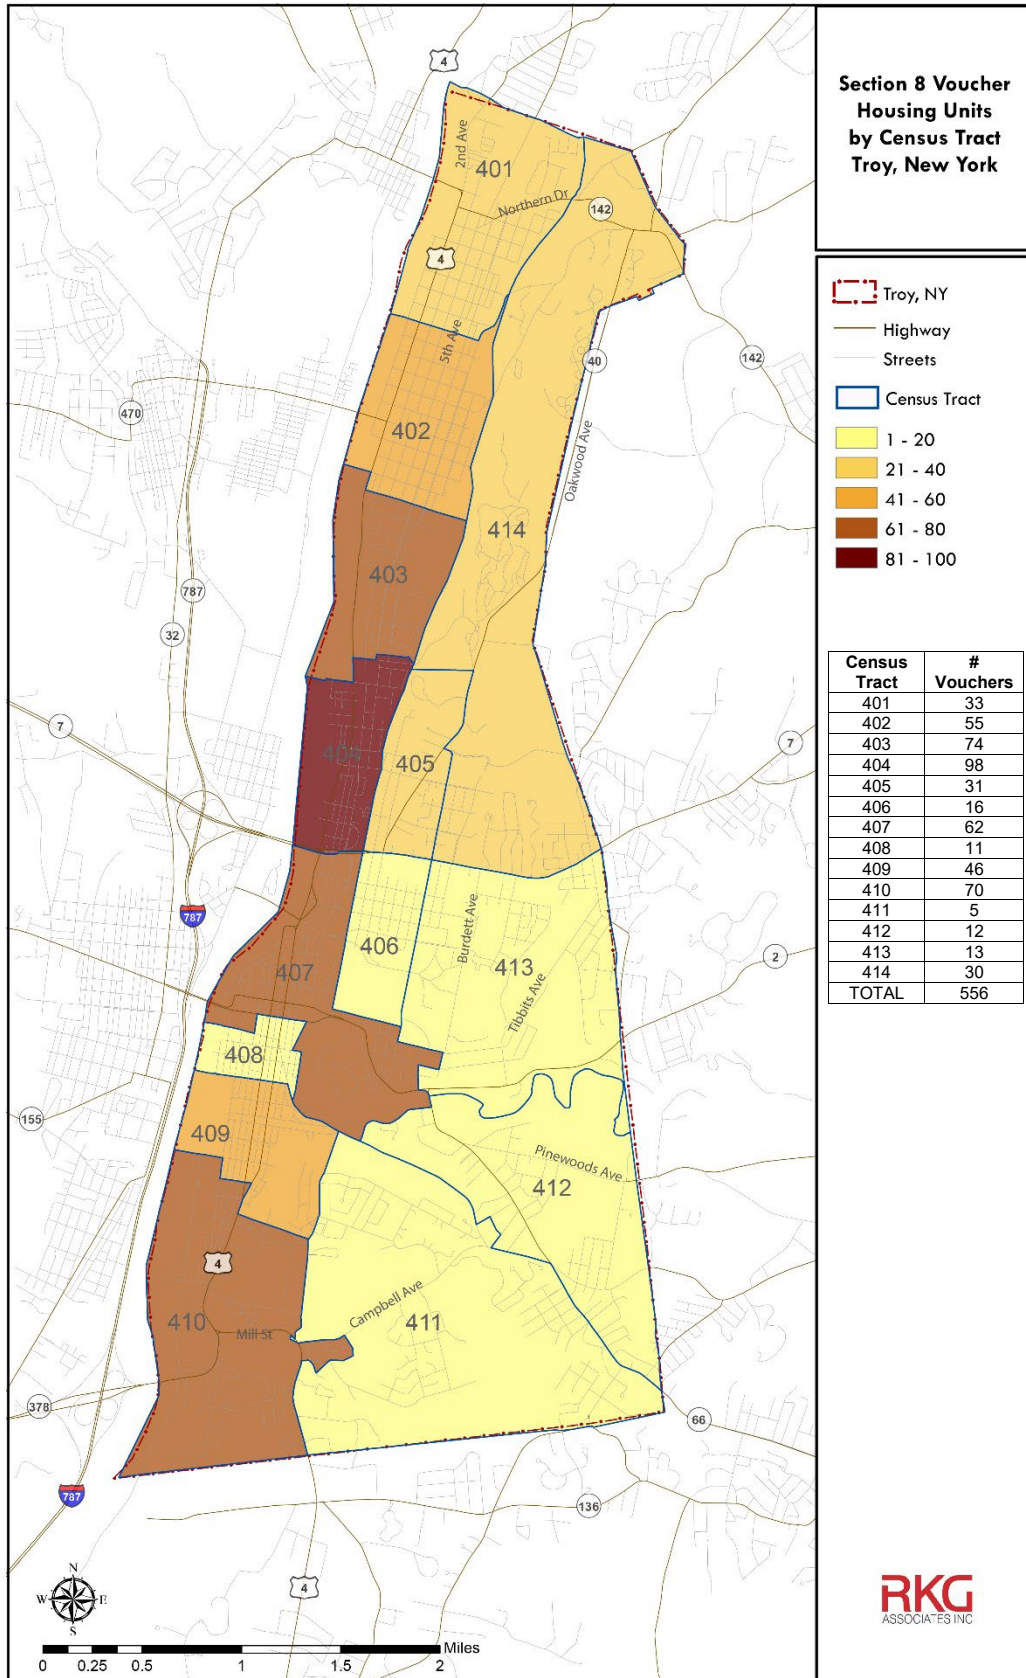 Section 8 Voucher
Housing Units
by Census Tract
Troy, New York
Troy, NY
Highway
Streets
Census Tract
1 - 20
21 - 40
41 - 60
61 - 80
81 - 100
Census Tract # Vouchers
401 33
402 55
403 74
404 98
405 31
406 16
407 62
408 11
409 46
410 70
411 5
412 12
413 13
414 30
TOTAL 556
RKG
ASSOCIATES INC
4
2nd Ave
401
Northern Dr
142
4
5th Ave
40
142
470
402
Oakwood Ave
414
403
787
32
7
404
405
7
787
406
Burdett Ave
413
407
Tibbits Ave
2
408
155
409
Pinewoods Ave
412
4
Campbell Ave
410
Mill St
411
378
66
787
136
4
N
W E
S
Miles
0 0.25 0.5 1 1.5 2